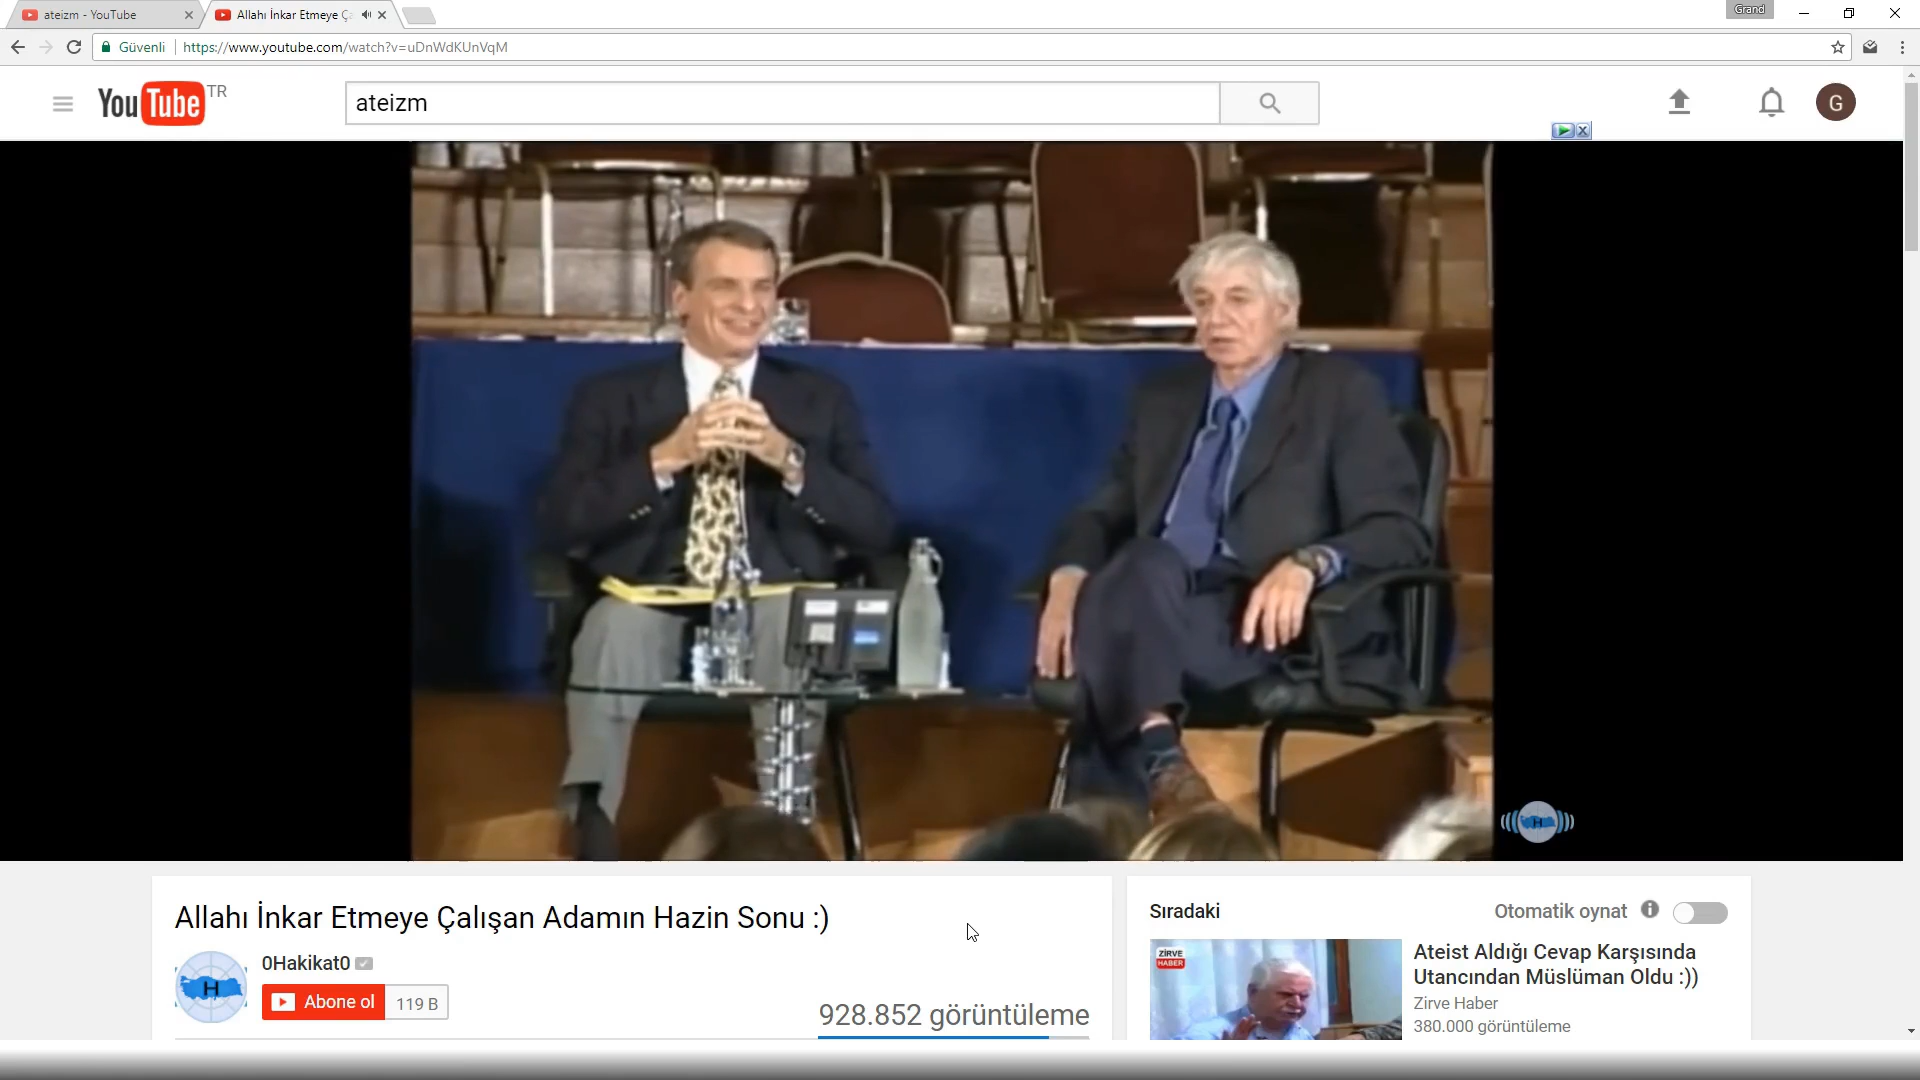 ateizm - YouTube
Allahı İnkar Etmeye Ç
Grand
Güvenli
https://www.youtube.com/watch?v=uDnWdKUnVqM
YouTube TR
ateizm
G
H
Allahı İnkar Etmeye Çalışan Adamın Hazin Sonu :)
0Hakikat0
H
Abone ol
119 B
928.852 görüntüleme
Sıradaki
Otomatik oynat
ZİRVE
HABER
Ateist Aldığı Cevap Karşısında
Utancından Müslüman Oldu :))
Zirve Haber
380.000 görüntüleme